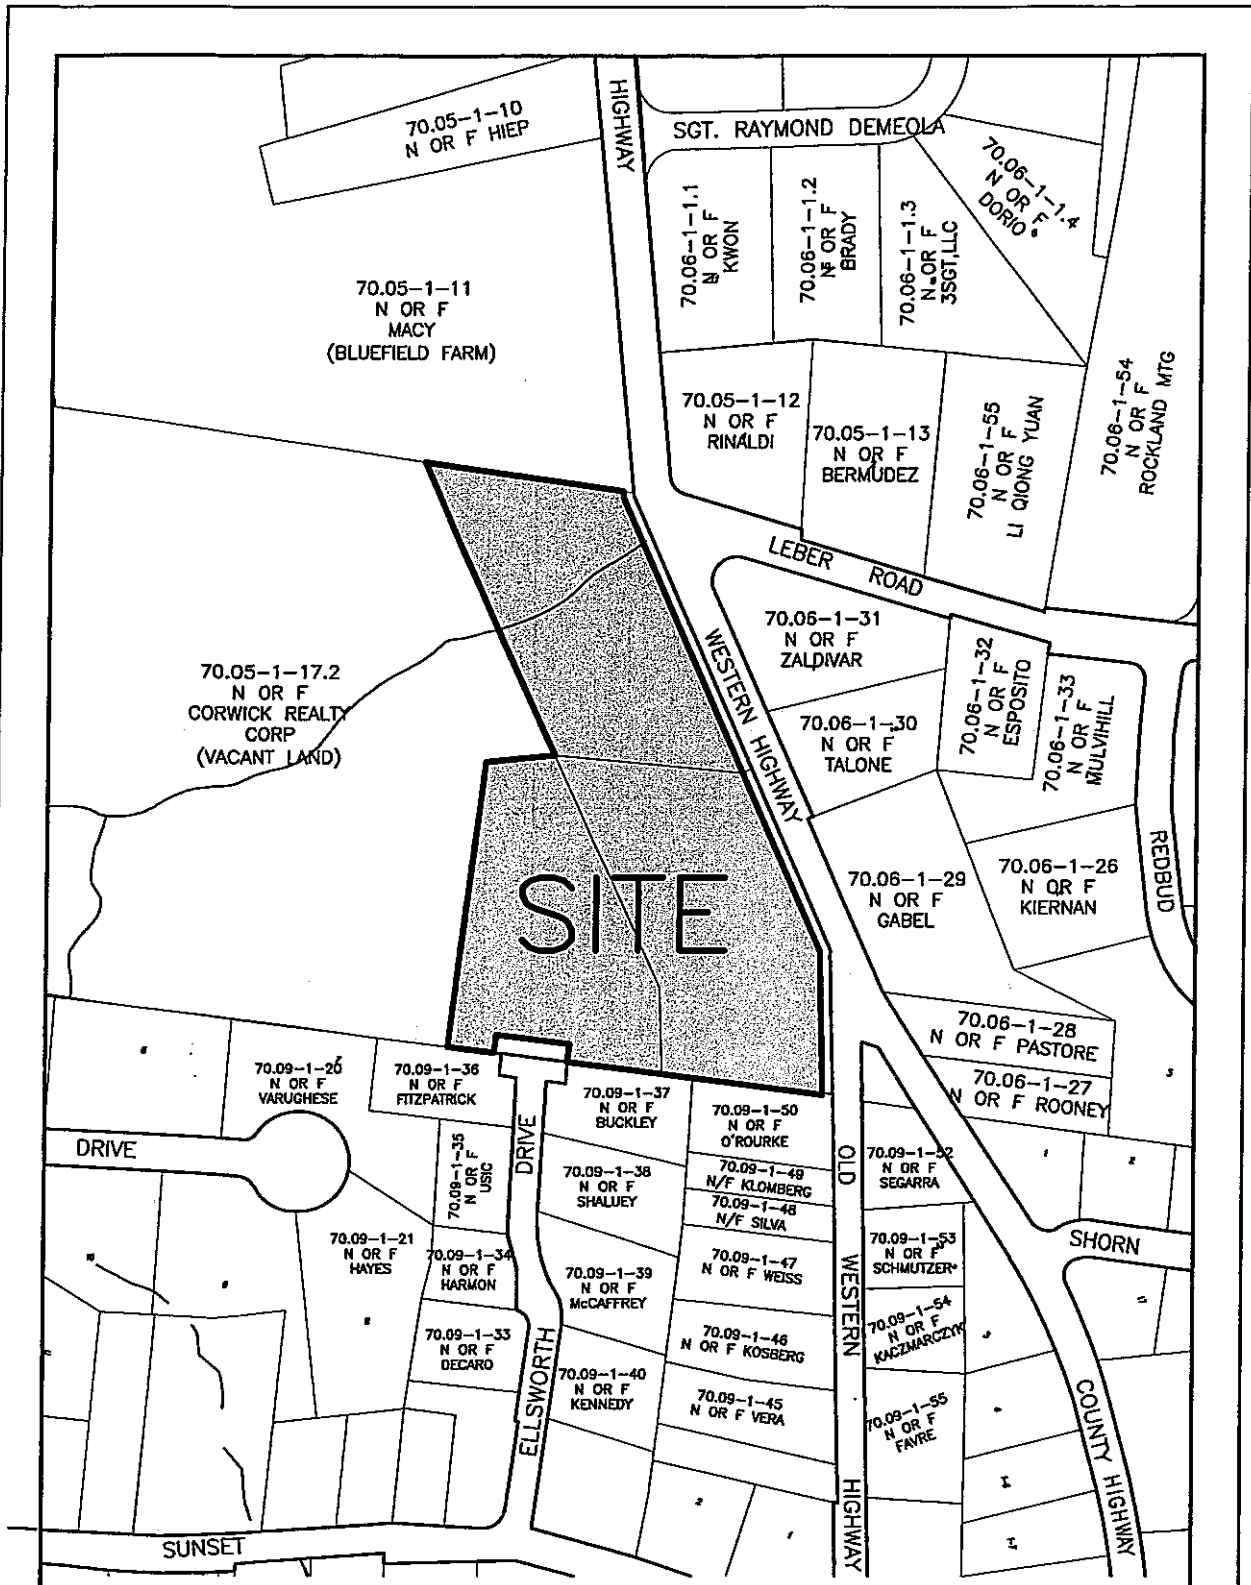 HIGHWAY
70.05-1-10
N OR F HIEP
SGT. RAYMOND DEMEOLA
70.06-1-1.1
N OR F
KWON
70.06-1-1.2
N OR F
BRADY
70.06-1-1.3
N OR F
3SGT,LLC
70.06-1-1.4
N OR F
DORIO
70.05-1-11
N OR F
MACY
(BLUEFIELD FARM)
70.05-1-12
N OR F
RINALDI
70.05-1-13
N OR F
BERMUDEZ
70.06-1-55
N OR F
LI QIONG YUAN
70.06-1-54
N OR F
ROCKLAND MTG
LEBER ROAD
70.06-1-31
N OR F
ZALDIVAR
70.06-1-32
N OR F
ESPOSITO
70.06-1-33
N OR F
MULVIHILL
WESTERN HIGHWAY
70.05-1-17.2
N OR F
CORWICK REALTY
CORP
(VACANT LAND)
70.06-1-30
N OR F
TALONE
SITE
70.06-1-29
N OR F
GABEL
70.06-1-26
N OR F
KIERNAN
REDBUD
70.06-1-28
N OR F PASTORE
70.06-1-27
N OR F ROONEY
6
5
70.09-1-20
N OR F
VARUGHESE
70.09-1-36
N OR F
FITZPATRICK
70.09-1-37
N OR F
BUCKLEY
70.09-1-50
N OR F
O'ROURKE
DRIVE
70.09-1-35
N OR F
USIC
DRIVE
70.09-1-38
N OR F
SHALUEY
70.09-1-49
N/F KLOMBERG
70.09-1-48
N/F SILVA
OLD WESTERN HIGHWAY
70.09-1-52
N OR F
SEGARRA
1
2
70.09-1-21
N OR F
HAYES
70.09-1-34
N OR F
HARMON
70.09-1-39
N OR F
McCAFFREY
70.09-1-47
N OR F WEISS
70.09-1-53
N OR F
SCHMUTZER
SHORN
70.09-1-33
N OR F
DECARO
ELLSWORTH
70.09-1-46
N OR F KOSBERG
70.09-1-54
N OR F
KACZMARCZYK
70.09-1-40
N OR F
KENNEDY
70.09-1-45
N OR F VERA
70.09-1-55
N OR F
FAVRE
COUNTY HIGHWAY
2
1
SUNSET